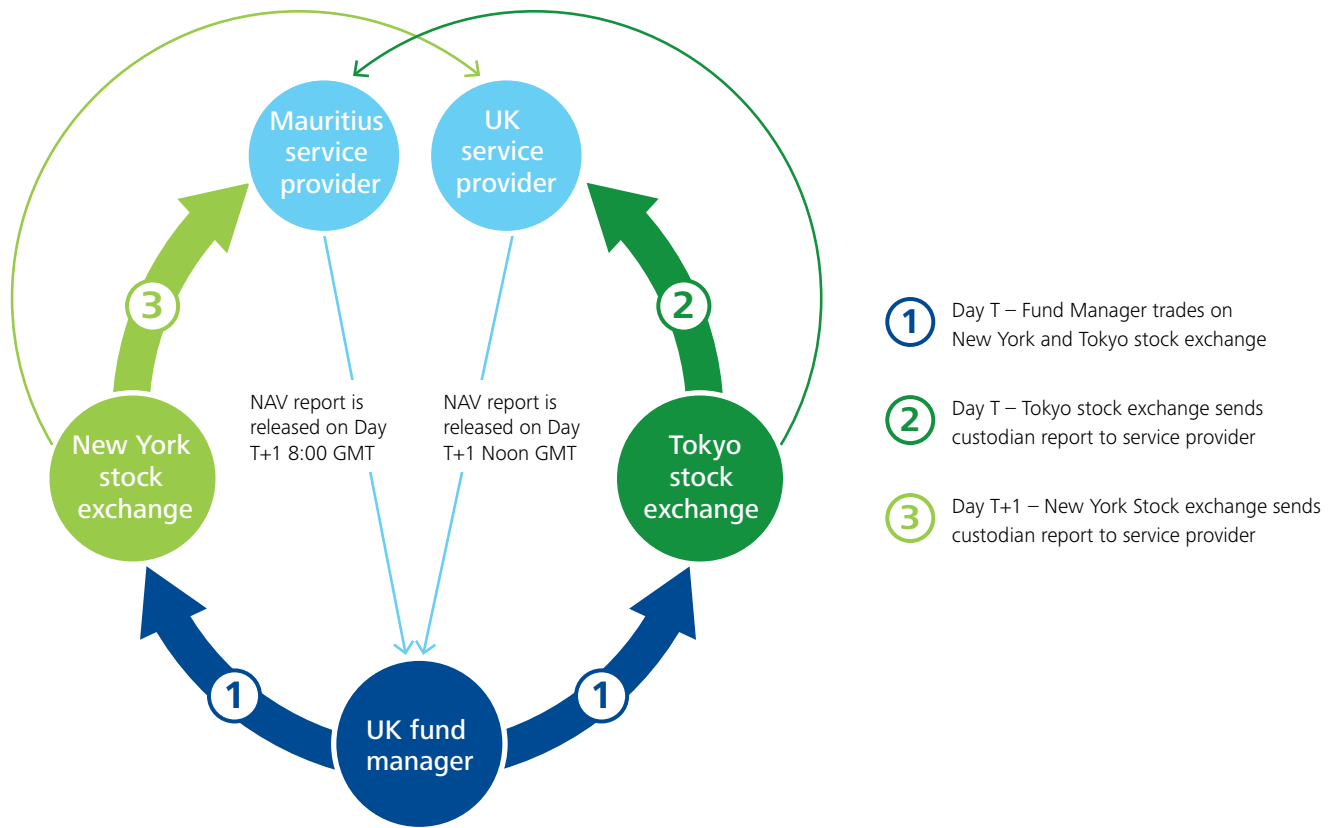 Mauritius
service
provider
UK
service
provider
3
2
1
Day T – Fund Manager trades on
New York and Tokyo stock exchange
2
Day T – Tokyo stock exchange sends
custodian report to service provider
3
Day T+1 – New York Stock exchange sends
custodian report to service provider
NAV report is
released on Day
T+1 8:00 GMT
NAV report is
released on Day
T+1 Noon GMT
New York
stock
exchange
Tokyo
stock
exchange
1
1
UK fund
manager